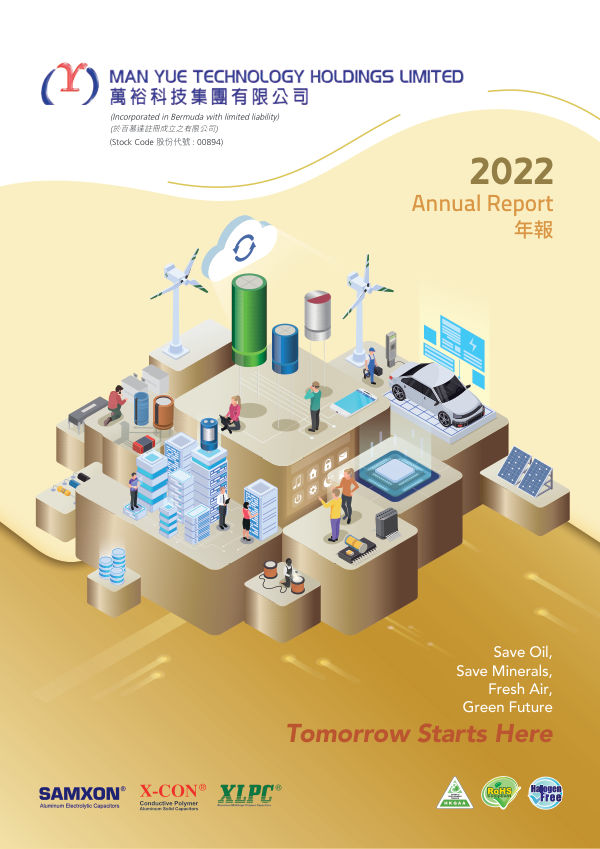 MAN YUE TECHNOLOGY HOLDINGS LIMITED
萬裕科技集團有限公司
(Incorporated in Bermuda with limited liability)
(於百慕達註冊成立之有限公司)
(Stock Code 股份代號 : 00894)
2022
Annual Report
年報
Save Oil,
Save Minerals,
Fresh Air,
Green Future
Tomorrow Starts Here
SAMXON®
Aluminum Electrolytic Capacitors
X-CON®
Conductive Polymer
Aluminum Solid Capacitors
XLPC®
HKGAA
RoHS
Halogen
Free